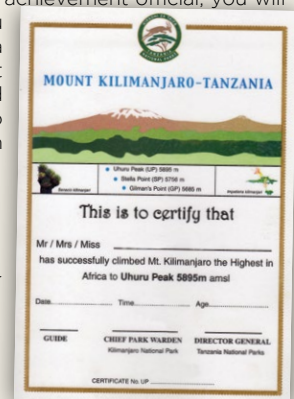 achievement official, you will
MOUNT KILIMANJARO-TANZANIA
Uhuru Peak (UP) 5895 m
Stella Point (SP) 5756 m
Gilman's Point (GP) 5685 m
This is to certify that
Mr / Mrs / Miss
has successfully climbed Mt. Kilimanjaro the Highest in
Africa to Uhuru Peak 5895m amsl
Date Time Age
GUIDE CHIEF PARK WARDEN DIRECTOR GENERAL
Kilimanjaro National Park Tanzania National Parks
CERTIFICATE No. UP